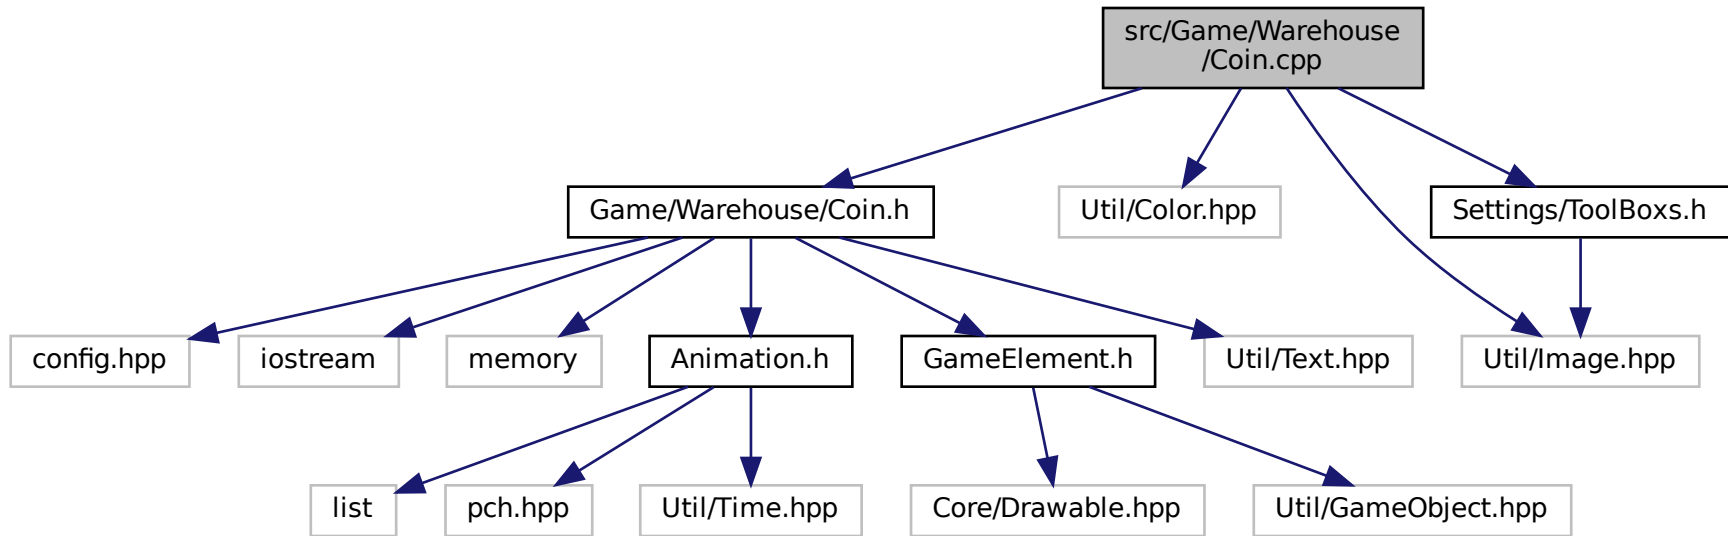 src/Game/Warehouse
/Coin.cpp
Game/Warehouse/Coin.h
Util/Color.hpp
Settings/ToolBoxs.h
config.hpp
iostream
memory
Animation.h
GameElement.h
Util/Text.hpp
Util/Image.hpp
list
pch.hpp
Util/Time.hpp
Core/Drawable.hpp
Util/GameObject.hpp